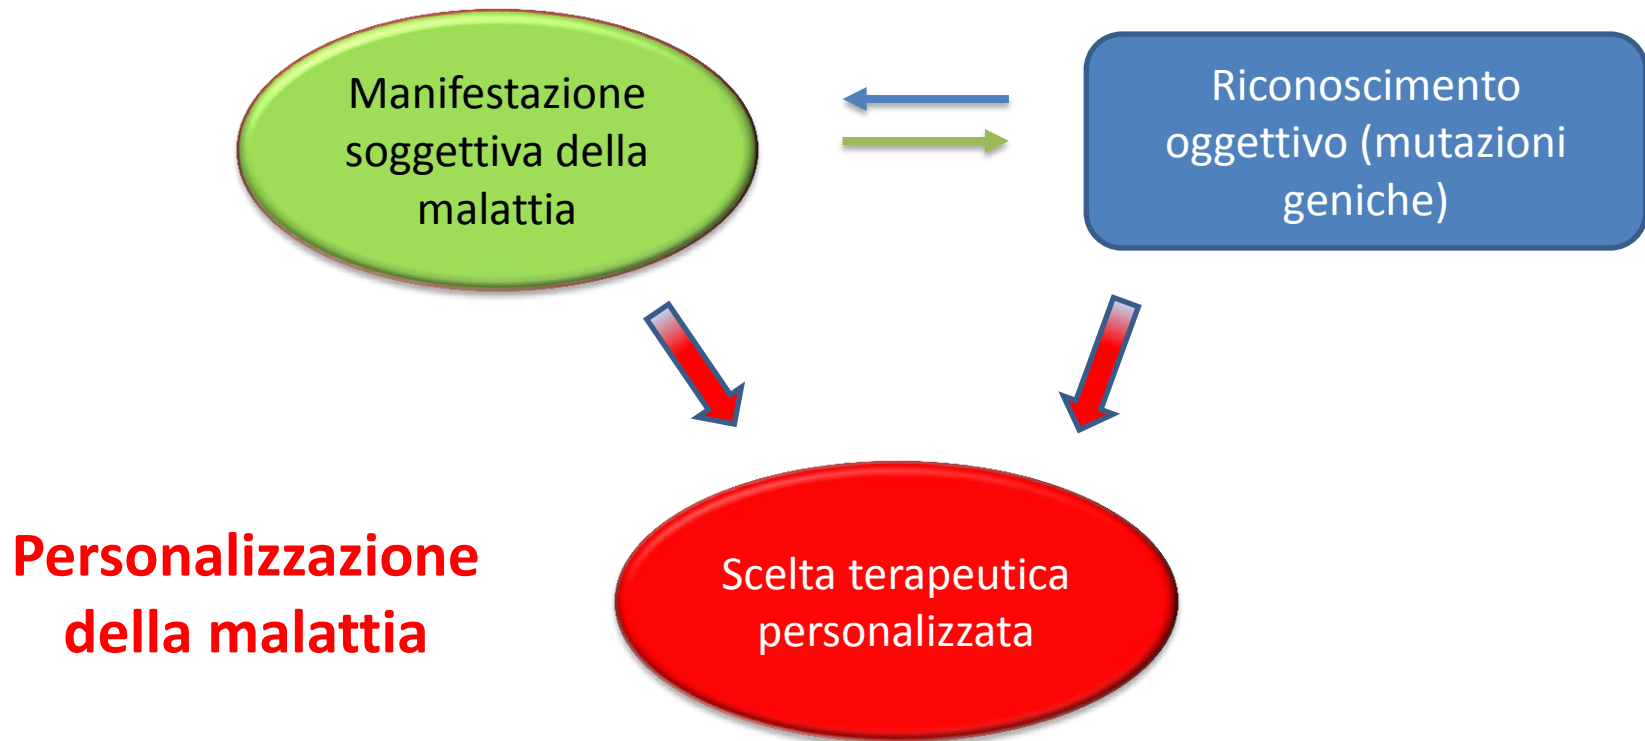 Manifestazione
soggettiva della
malattia
Riconoscimento
oggettivo (mutazioni
geniche)
Personalizzazione
della malattia
Scelta terapeutica
personalizzata